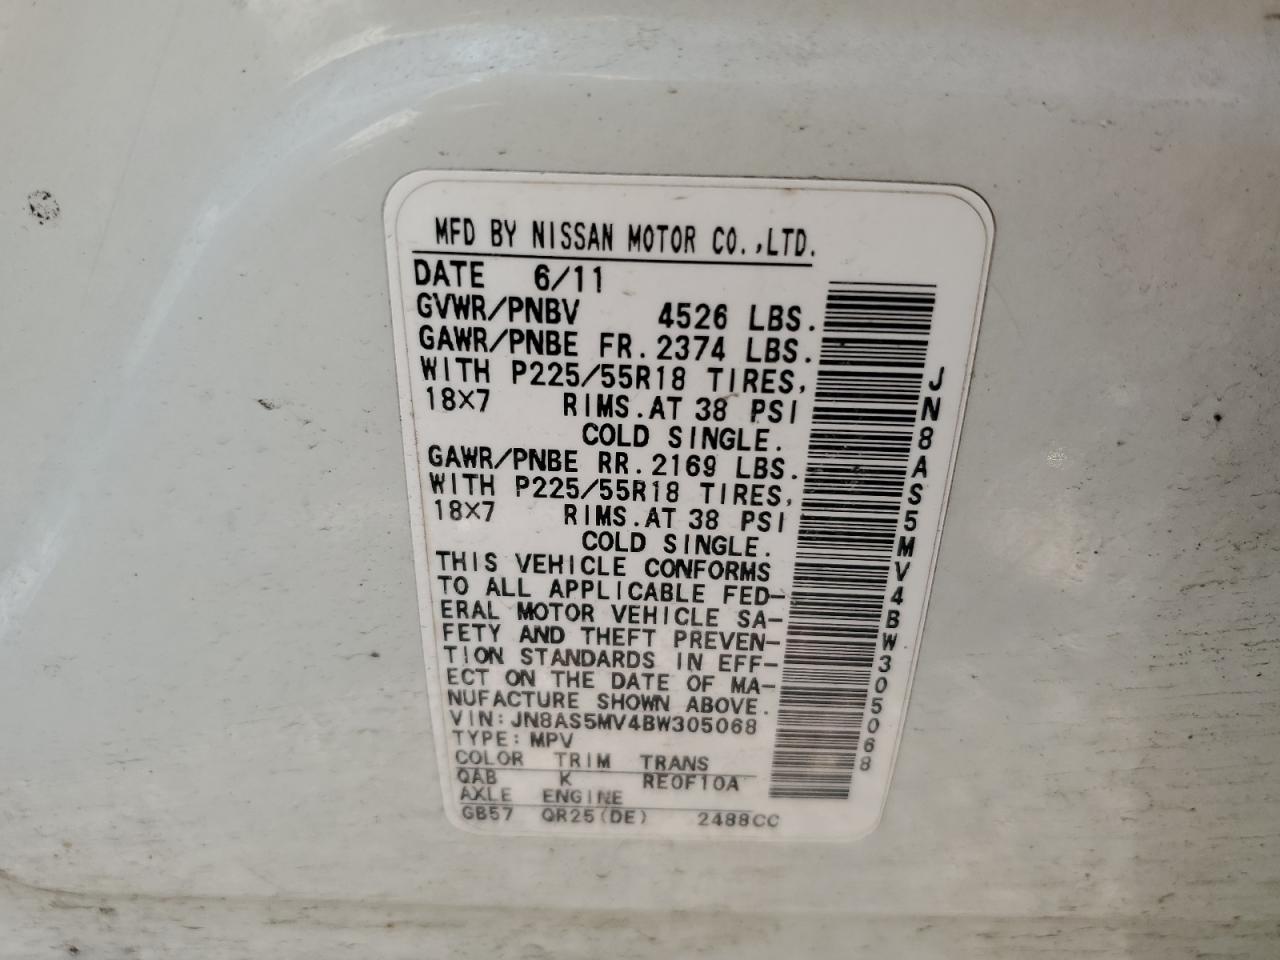 MFD BY NISSAN MOTOR CO.,LTD.
DATE 6/11
GVWR/PNBV 4526 LBS.
GAWR/PNBE FR. 2374 LBS.
WITH P225/55R18 TIRES,
18×7 RIMS. AT 38 PSI
COLD SINGLE.
GAWR/PNBE RR. 2169 LBS.
WITH P225/55R18 TIRES,
18×7 RIMS. AT 38 PSI
COLD SINGLE.
THIS VEHICLE CONFORMS
TO ALL APPLICABLE FED-
ERAL MOTOR VEHICLE SA-
FETY AND THEFT PREVEN-
TION STANDARDS IN EFF-
ECT ON THE DATE OF MA-
NUFACTURE SHOWN ABOVE.
VIN: JN8AS5MV4BW305068
TYPE: MPV
COLOR TRIM TRANS
QAB K RE0F10A
AXLE ENGINE
GB57 QR25(DE) 2488CC
JN8AS5MV4BW305068